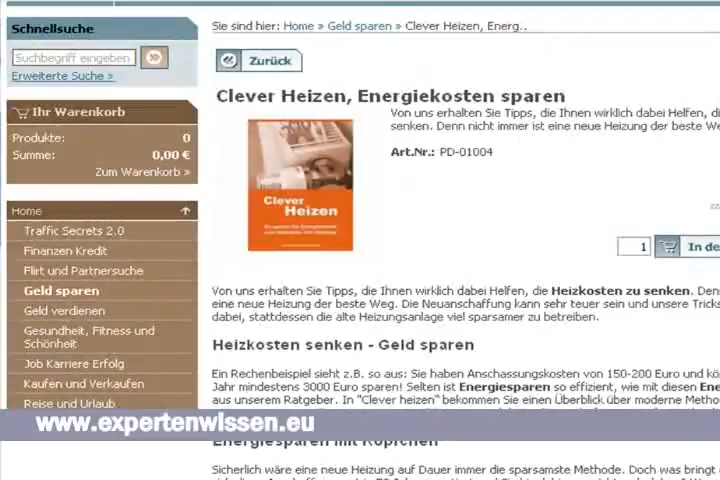 Schnellsuche
Suchbegriff eingeben
Erweiterte Suche »
Ihr Warenkorb
Produkte: 0
Summe: 0,00 €
Zum Warenkorb »
Home
Traffic Secrets 2.0
Finanzen Kredit
Flirt und Partnersuche
Geld sparen
Geld verdienen
Gesundheit, Fitness und
Schönheit
Job Karriere Erfolg
Kaufen und Verkaufen
Reise und Urlaub
Sie sind hier: Home » Geld sparen » Clever Heizen, Energ..
Zurück
Clever Heizen, Energiekosten sparen
Von uns erhalten Sie Tipps, die Ihnen wirklich dabei Helfen, di
senken. Denn nicht immer ist eine neue Heizung der beste We
Art.Nr.: PD-01004
Clever
Heizen
1 In de
Von uns erhalten Sie Tipps, die Ihnen wirklich dabei Helfen, die Heizkosten zu senken. Den
eine neue Heizung der beste Weg. Die Neuanschaffung kann sehr teuer sein und unsere Tricks
dabei, stattdessen die alte Heizungsanlage viel sparsamer zu betreiben.
Heizkosten senken - Geld sparen
Ein Rechenbeispiel sieht z.B. so aus: Sie haben Anschassungskosten von 150-200 Euro und kö
Jahr mindestens 3000 Euro sparen! Selten ist Energiesparen so effizient, wie mit diesen Ene
aus unserem Ratgeber. In "Clever heizen" bekommen Sie einen Überblick über moderne Metho
www.expertenwissen.eu
Energiesparen mit Köpfchen
Sicherlich wäre eine neue Heizung auf Dauer immer die sparsamste Methode. Doch was bringt